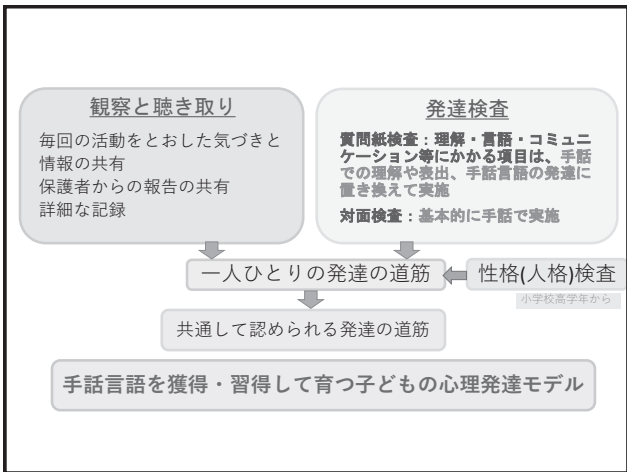 観察と聴き取り
毎回の活動をとおした気づきと
情報の共有
保護者からの報告の共有
詳細な記録
発達検査
質問紙検査：理解・言語・コミュニ
ケーション等にかかる項目は、手話
での理解や表出、手話言語の発達に
置き換えて実施
対面検査：基本的に手話で実施
一人ひとりの発達の道筋
性格(人格)検査
小学校高学年から
共通して認められる発達の道筋
手話言語を獲得・習得して育つ子どもの心理発達モデル